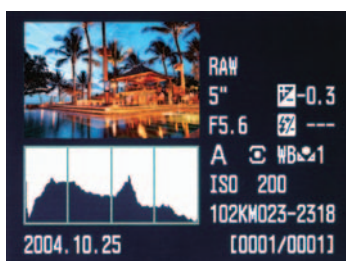 RAW
5" -0.3
F5.6 ---
A WB 1
ISO 200
102KM023-2318
2004.10.25 [0001/0001]